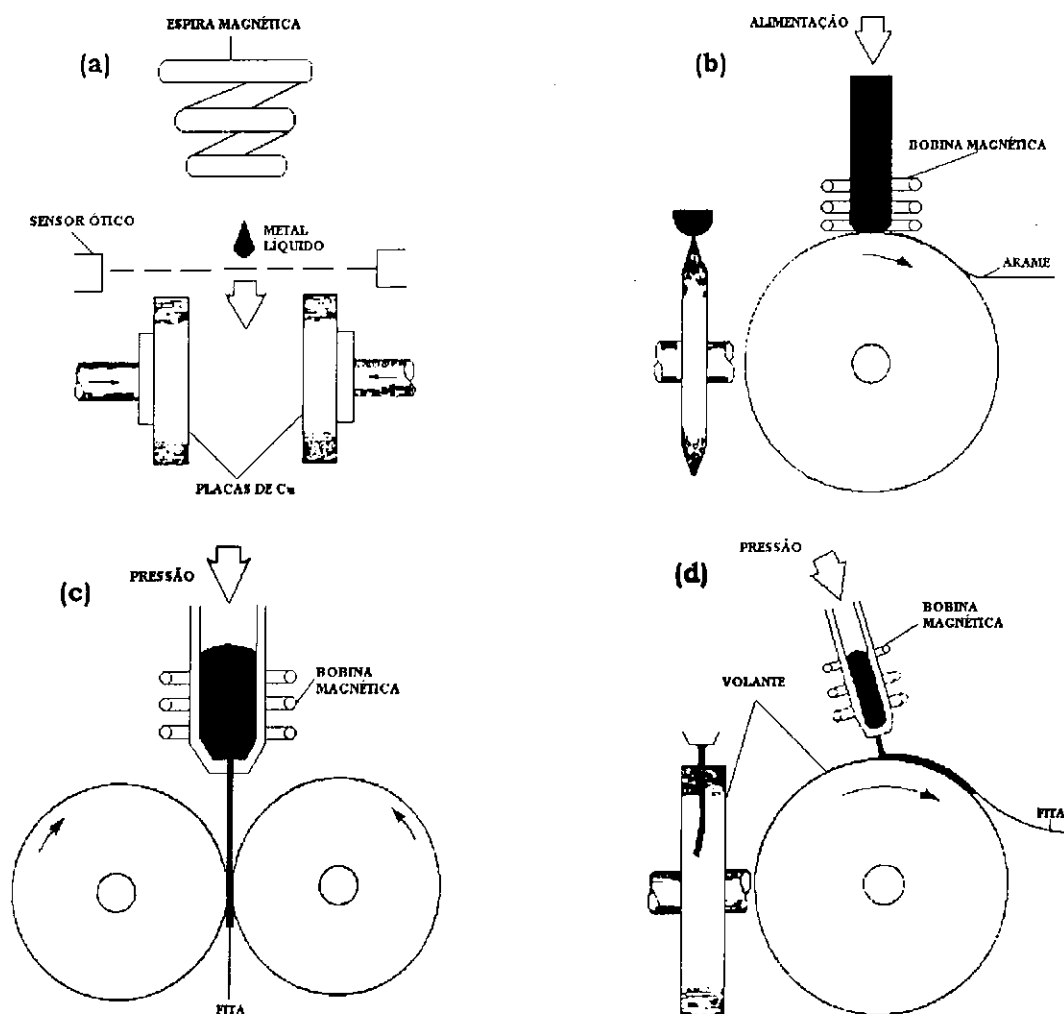 ESPIRA MAGNÉTICA
(a)
SENSOR ÓTICO
METAL
LÍQUIDO
PLACAS DE Cu
ALIMENTAÇÃO
(b)
BOBINA MAGNÉTICA
ARAME
PRESSÃO
(c)
BOBINA
MAGNÉTICA
FITA
PRESSÃO
(d)
BOBINA
MAGNÉTICA
VOLANTE
FITA